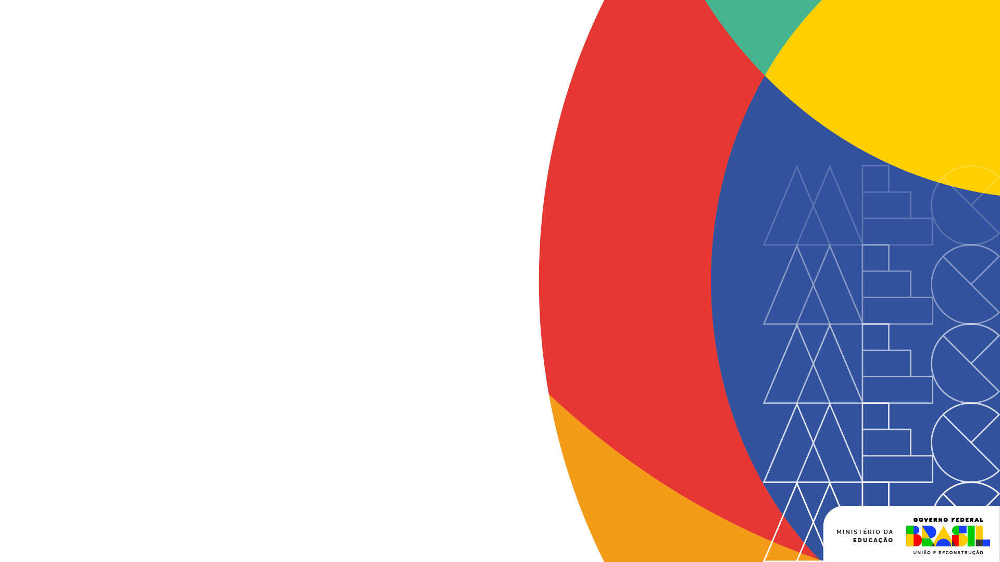 MINISTÉRIO DA
EDUCAÇÃO
GOVERNO FEDERAL
BRASIL
UNIÃO E RECONSTRUÇÃO